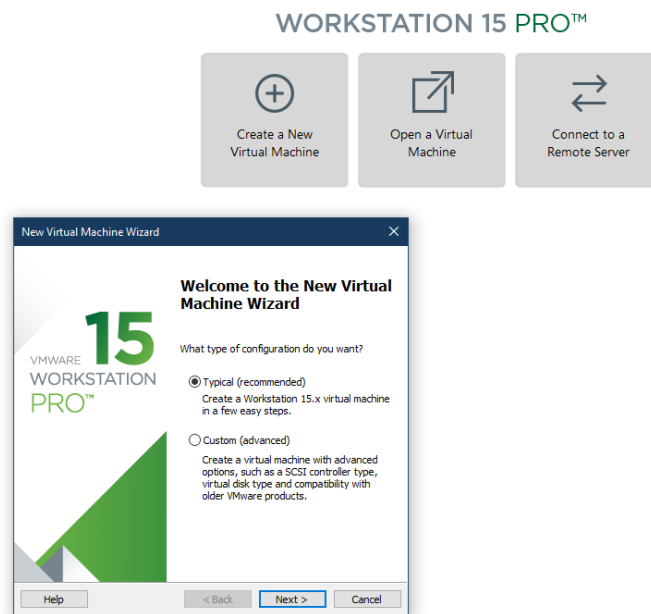 WORKSTATION 15 PRO™
Create a New
Virtual Machine
Open a Virtual
Machine
Connect to a
Remote Server
New Virtual Machine Wizard
Welcome to the New Virtual
Machine Wizard
15
VMWARE
WORKSTATION
PRO™
What type of configuration do you want?
Typical (recommended)
Create a Workstation 15.x virtual machine
in a few easy steps.
Custom (advanced)
Create a virtual machine with advanced
options, such as a SCSI controller type,
virtual disk type and compatibility with
older VMware products.
Help
< Back
Next >
Cancel